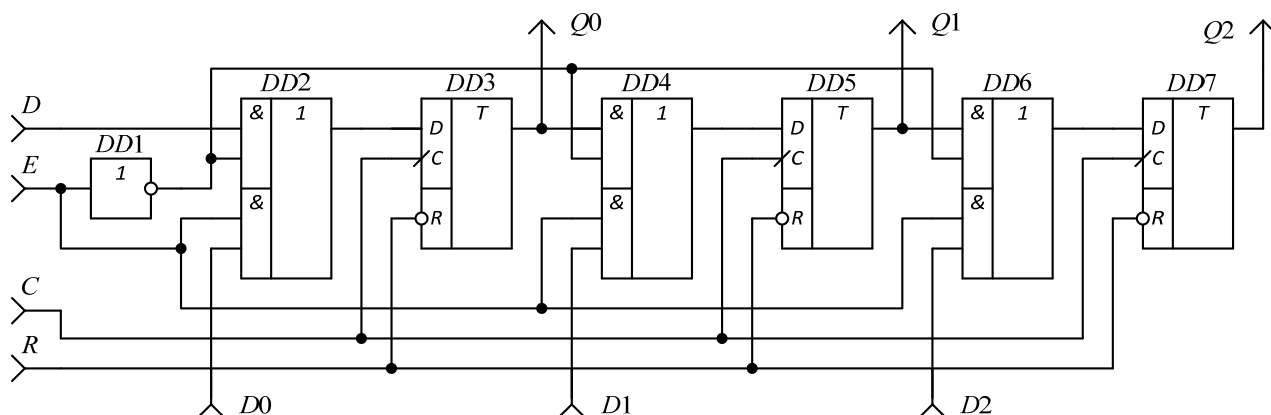 Q0 Q1 Q2
DD2 DD3 DD4 DD5 DD6 DD7
D & 1 D T & 1 D T & 1 D T
DD1
E 1 C C C
& R & R & R
C
R
D0 D1 D2